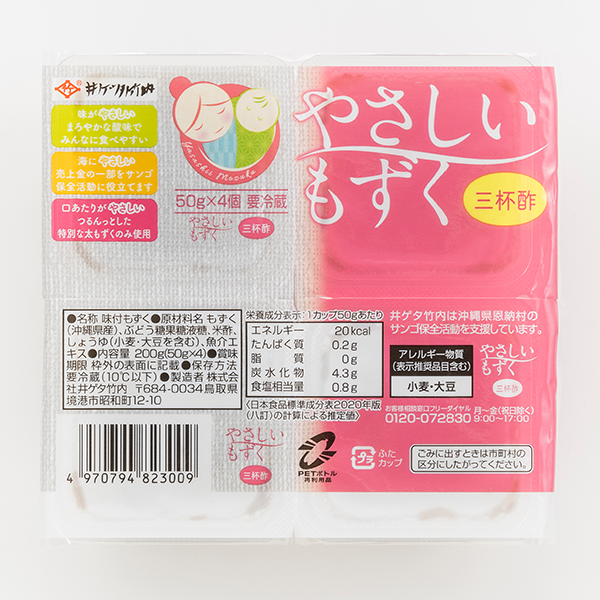 井ゲタ竹内
味がやさしい
まろやかな酸味で
みんなに食べやすい
海にやさしい
売上金の一部をサンゴ
保全活動に役立てます
口あたりがやさしい
つるんっとした
特別な太もずくのみ使用
Yasashii Mozuku
50g×4個 要冷蔵
やさしい
もずく
三杯酢
やさしい
もずく
三杯酢
●名称 味付もずく●原材料名 もずく
(沖縄県産)、ぶどう糖果糖液糖、米酢、
しょうゆ(小麦・大豆を含む)、魚介エ
キス●内容量 200g(50g×4)●賞味
期限 枠外の表面に記載●保存方法
要冷蔵(10℃以下)●製造者 株式会
社井ゲタ竹内 〒684-0034鳥取県
境港市昭和町12-10
栄養成分表示:1カップ50gあたり
エネルギー 20kcal
たんぱく質 0.2g
脂質 0g
炭水化物 4.3g
食塩相当量 0.8g
〈日本食品標準成分表2020年版
(八訂)の計算による推定値〉
井ゲタ竹内は沖縄県恩納村の
サンゴ保全活動を支援しています。
アレルギー物質
(表示推奨品目含む)
小麦・大豆
やさしい
もずく
三杯酢
お客様相談窓口フリーダイヤル
0120-072830
月～金(祝日除く)
9:00～17:00
4 970794 823009
やさしい
もずく
三杯酢
PETボトル
再利用品
プラ
ふた
カップ
ごみに出すときは市町村の
区分にしたがってください。